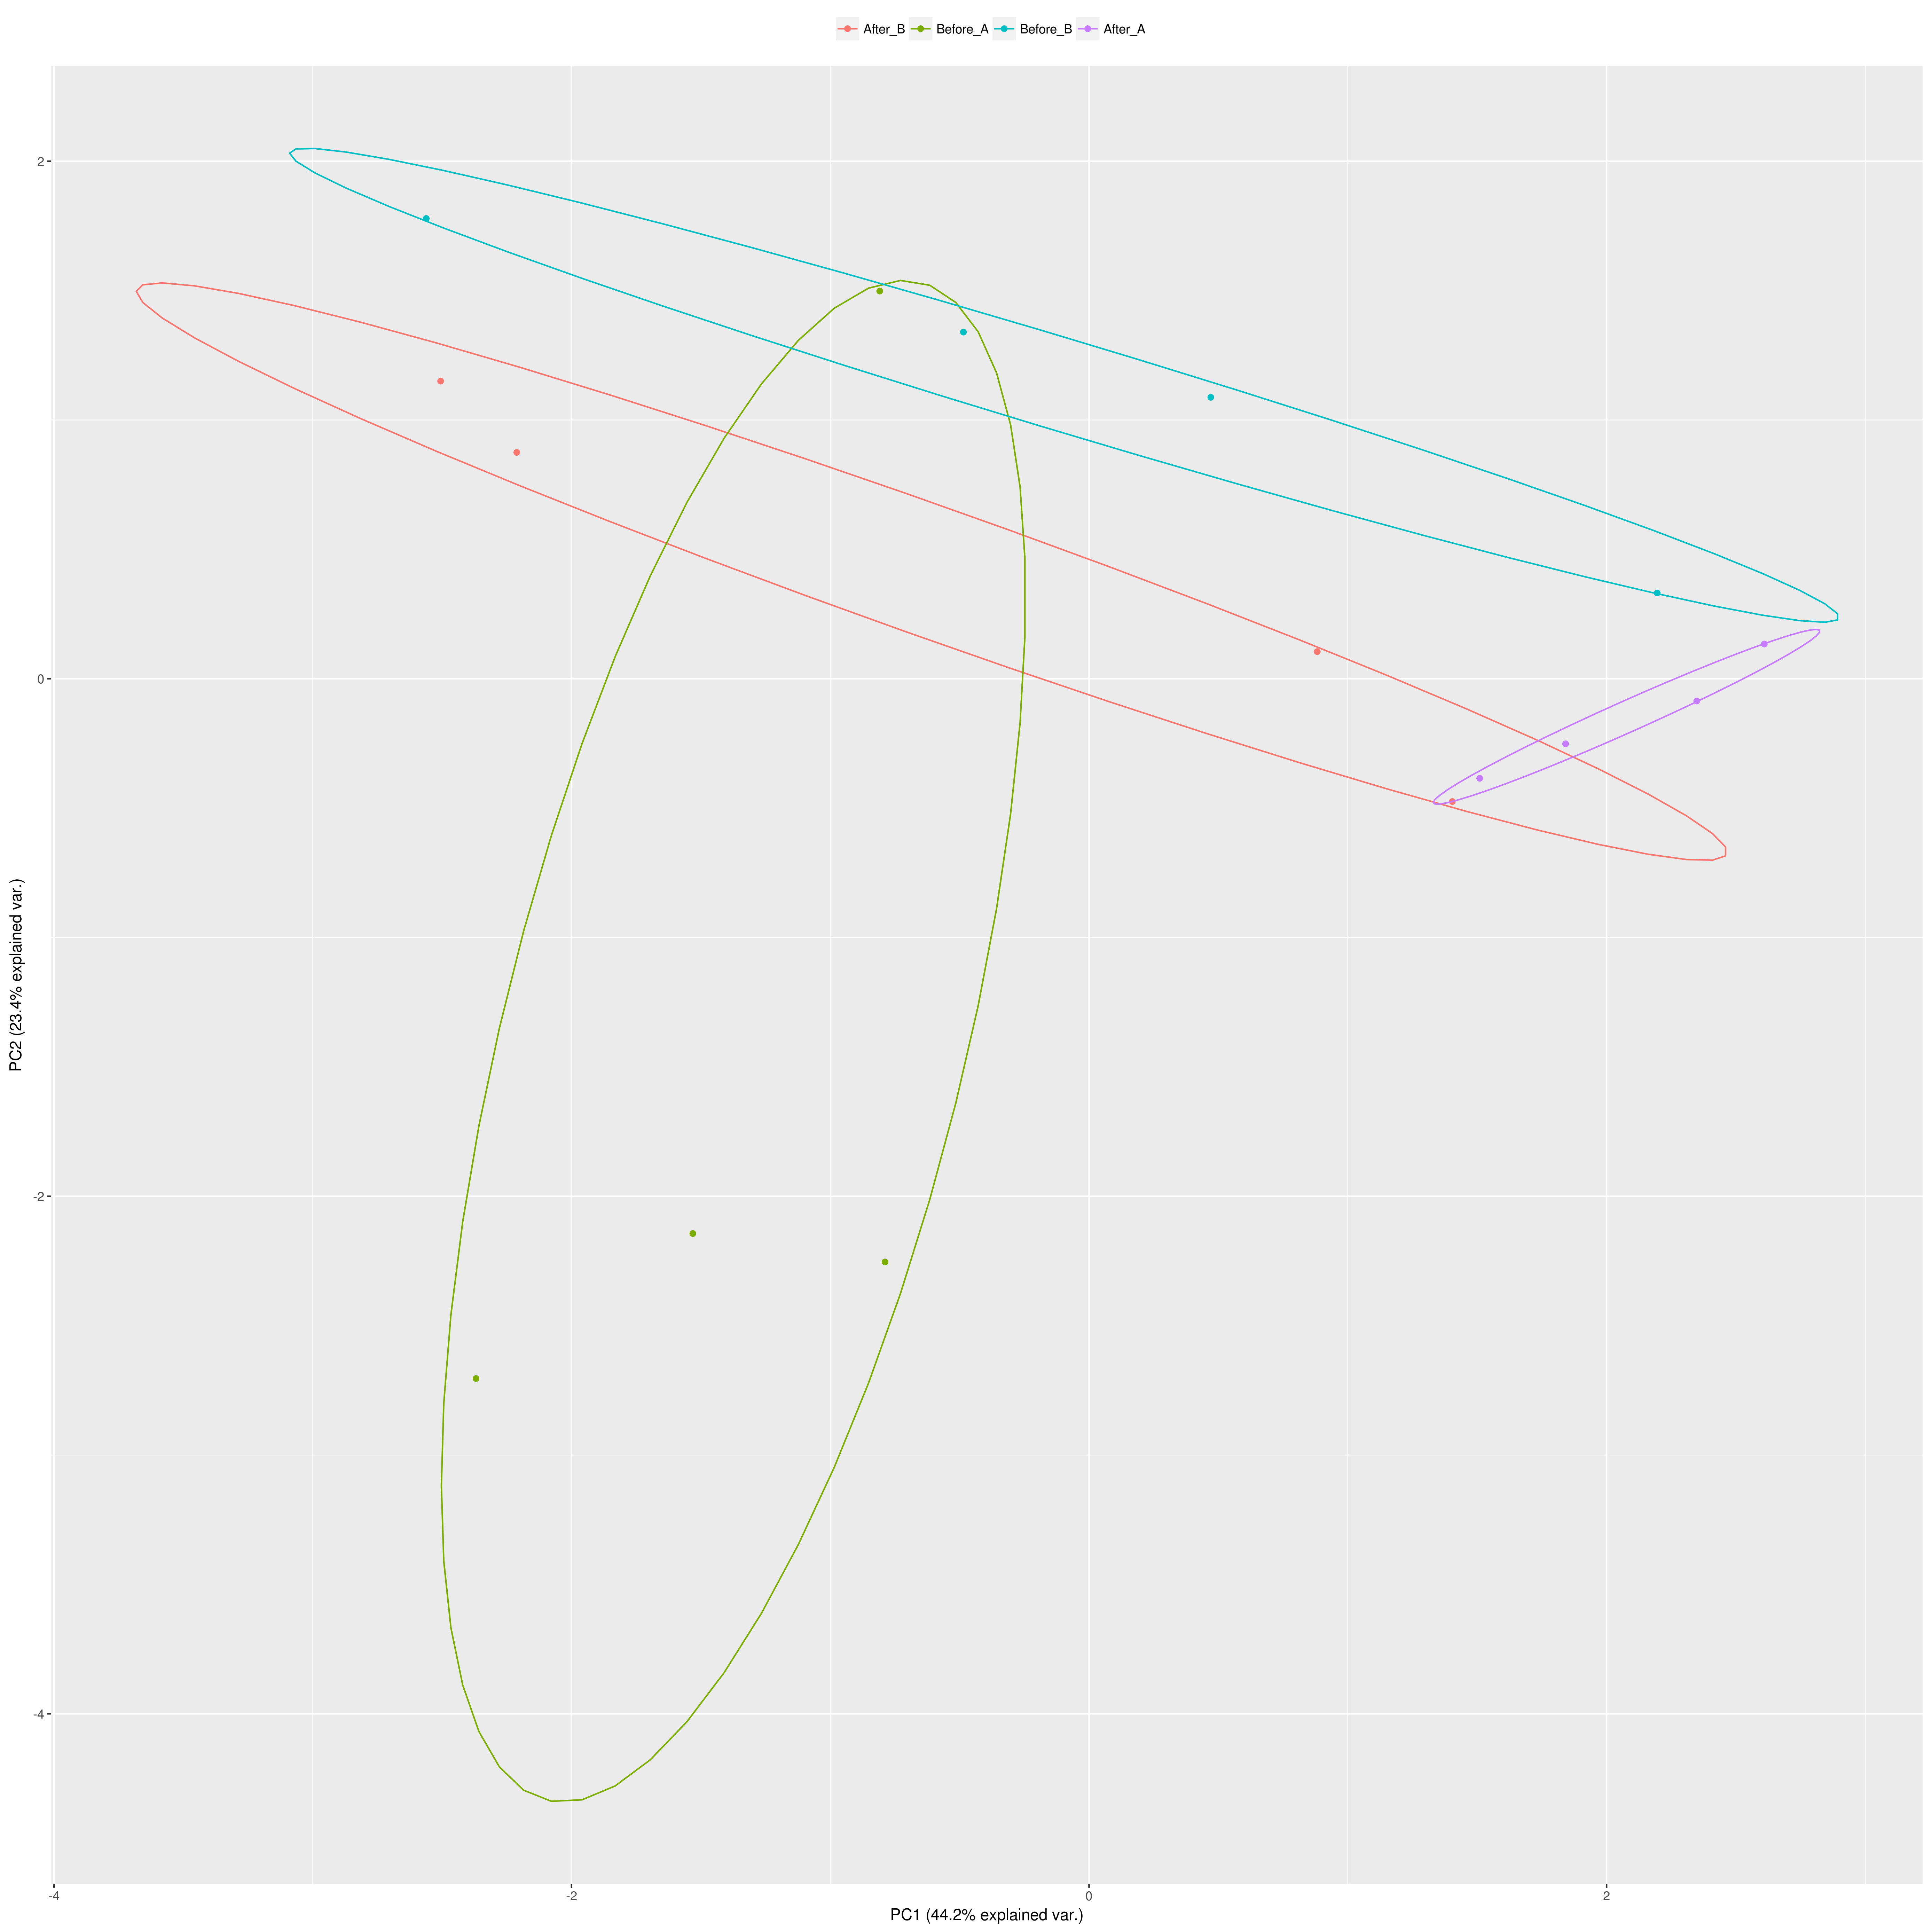 After_B Before_A Before_B After_A
2
0
-2
-4
PC2 (23.4% explained var.)
-4 -2 0 2
PC1 (44.2% explained var.)